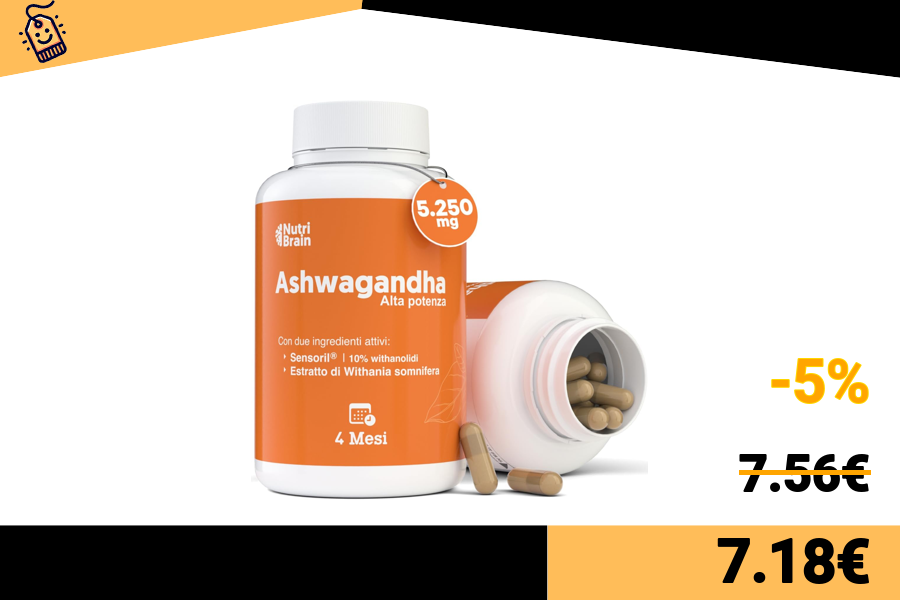 5.250
mg
Nutri
Brain
Ashwagandha
Alta potenza
Con due ingredienti attivi:
› Sensoril® | 10% withanolidi
› Estratto di Withania somnifera
4 Mesi
-5%
7.56€
7.18€